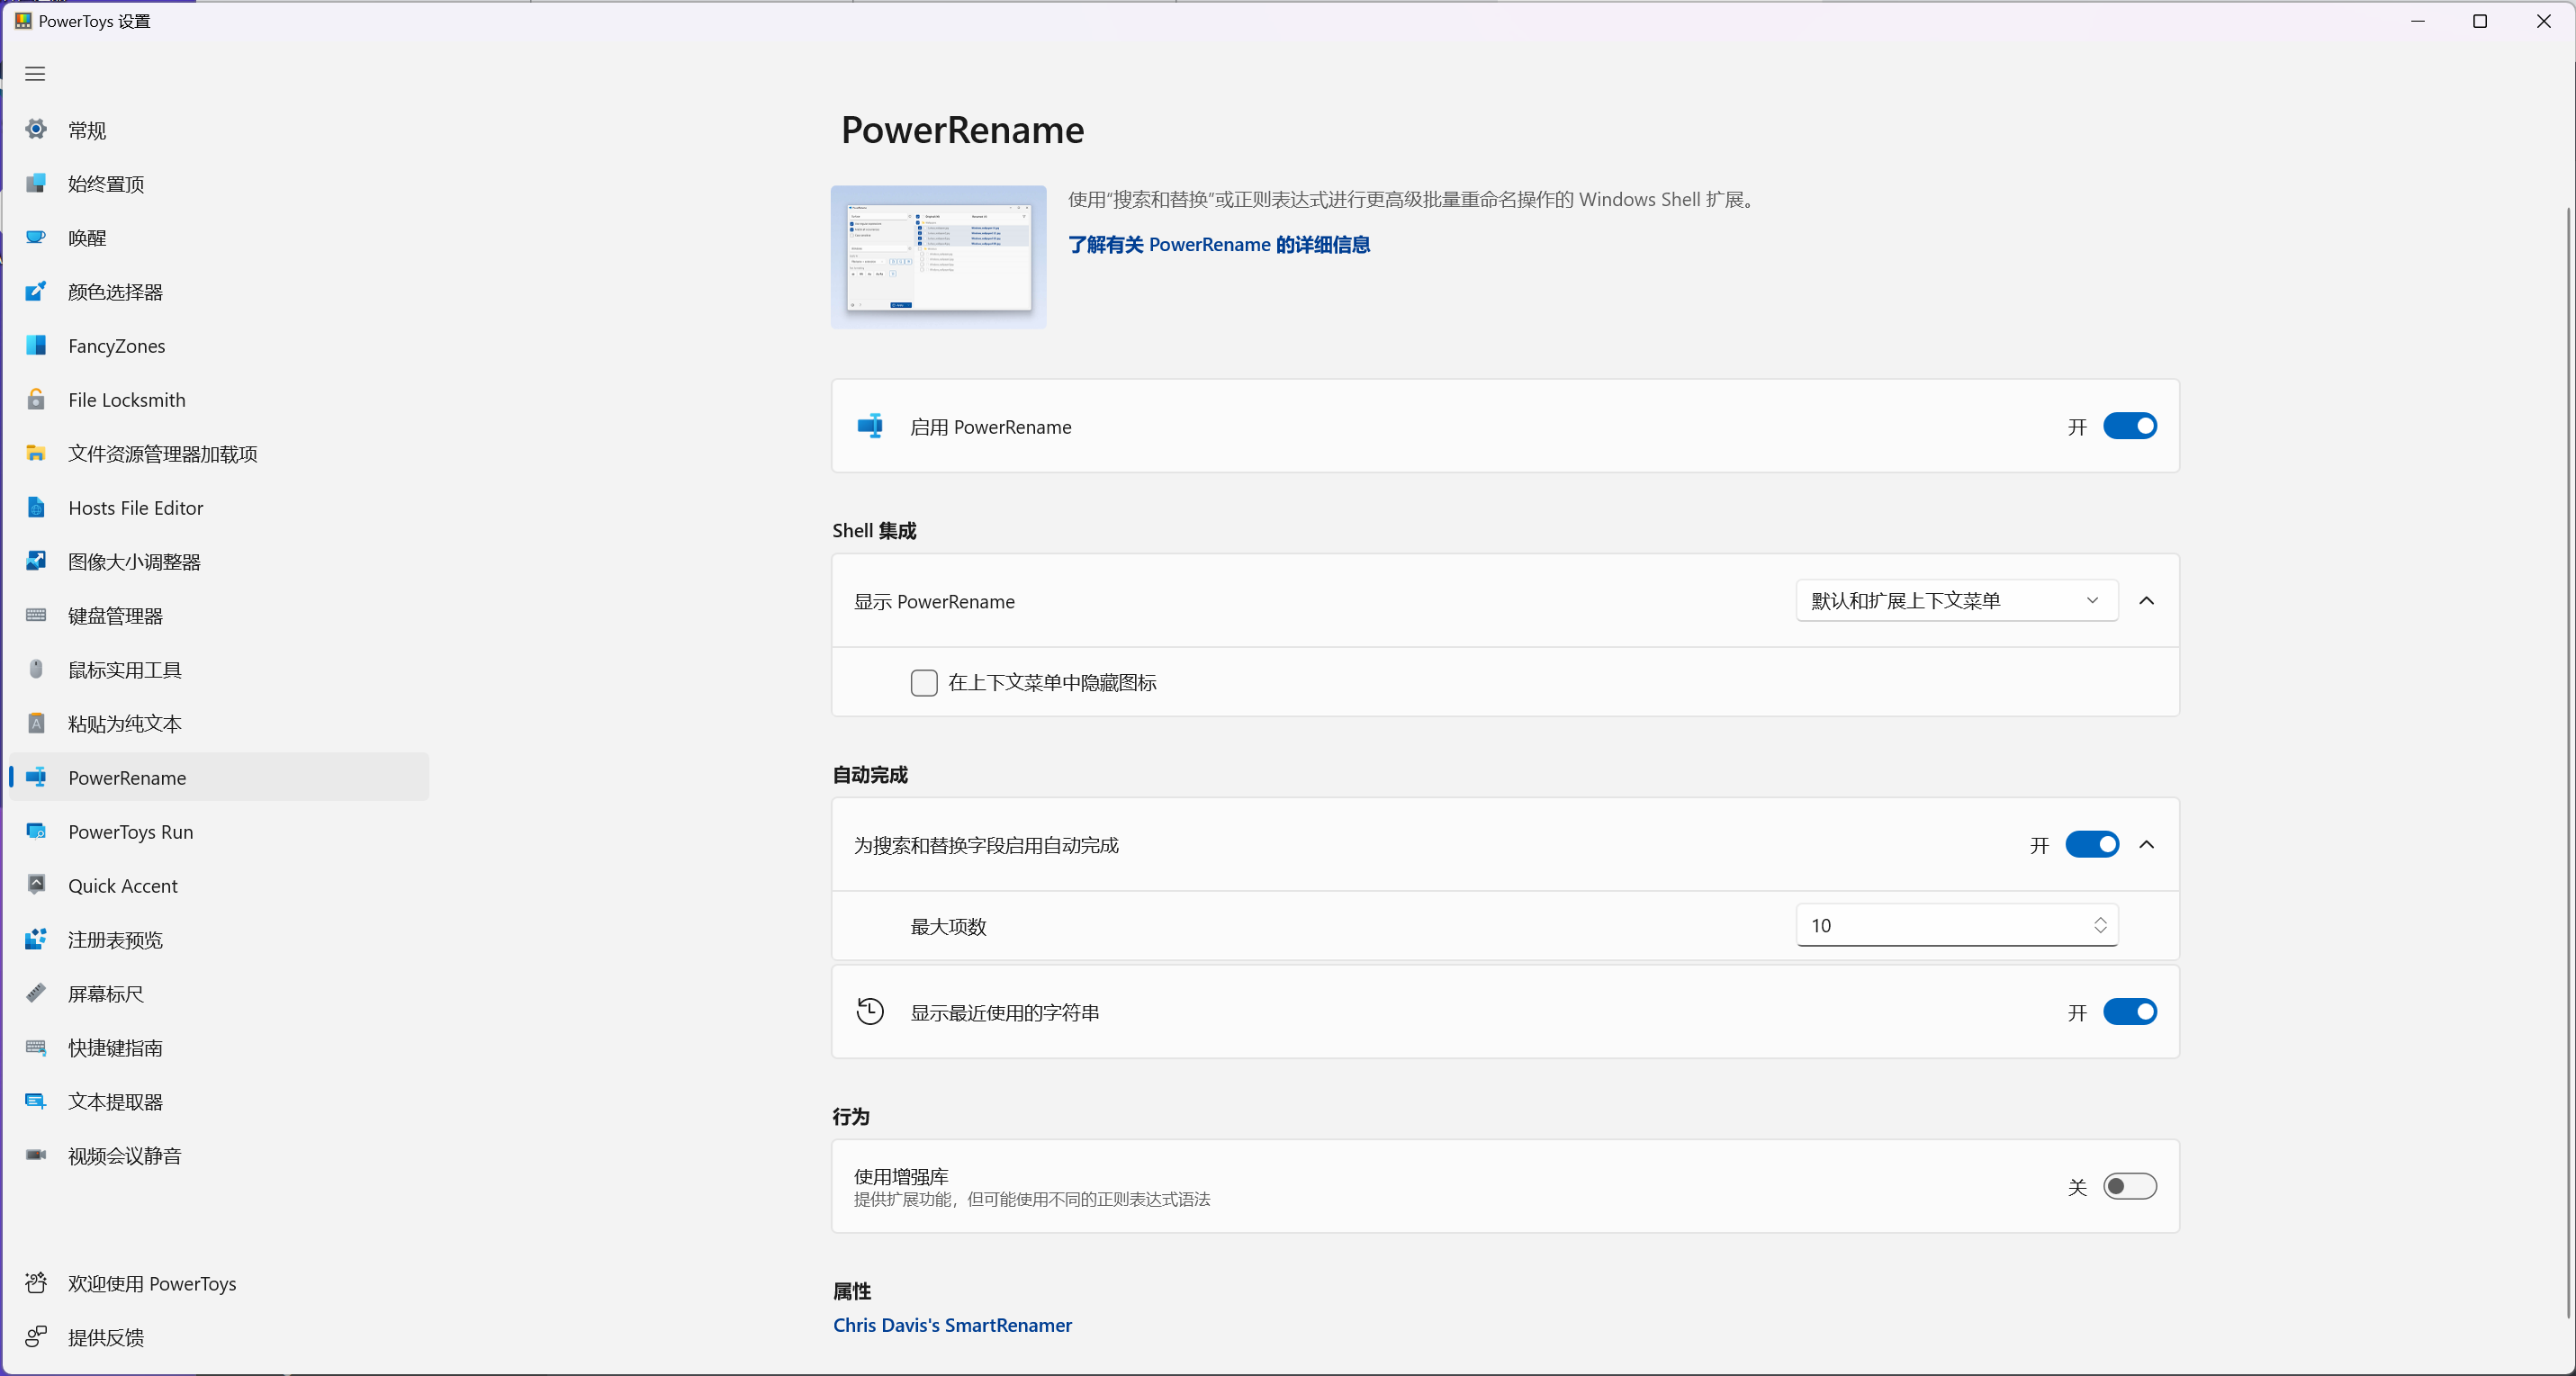 PowerToys 设置
常规
始终置顶
唤醒
颜色选择器
FancyZones
File Locksmith
文件资源管理器加载项
Hosts File Editor
图像大小调整器
键盘管理器
鼠标实用工具
粘贴为纯文本
PowerRename
PowerToys Run
Quick Accent
注册表预览
屏幕标尺
快捷键指南
文本提取器
视频会议静音
欢迎使用 PowerToys
提供反馈
PowerRename
使用“搜索和替换”或正则表达式进行更高级批量重命名操作的 Windows Shell 扩展。
了解有关 PowerRename 的详细信息
启用 PowerRename
开
Shell 集成
显示 PowerRename
默认和扩展上下文菜单
在上下文菜单中隐藏图标
自动完成
为搜索和替换字段启用自动完成
开
最大项数
10
显示最近使用的字符串
开
行为
使用增强库
提供扩展功能，但可能使用不同的正则表达式语法
关
属性
Chris Davis's SmartRenamer